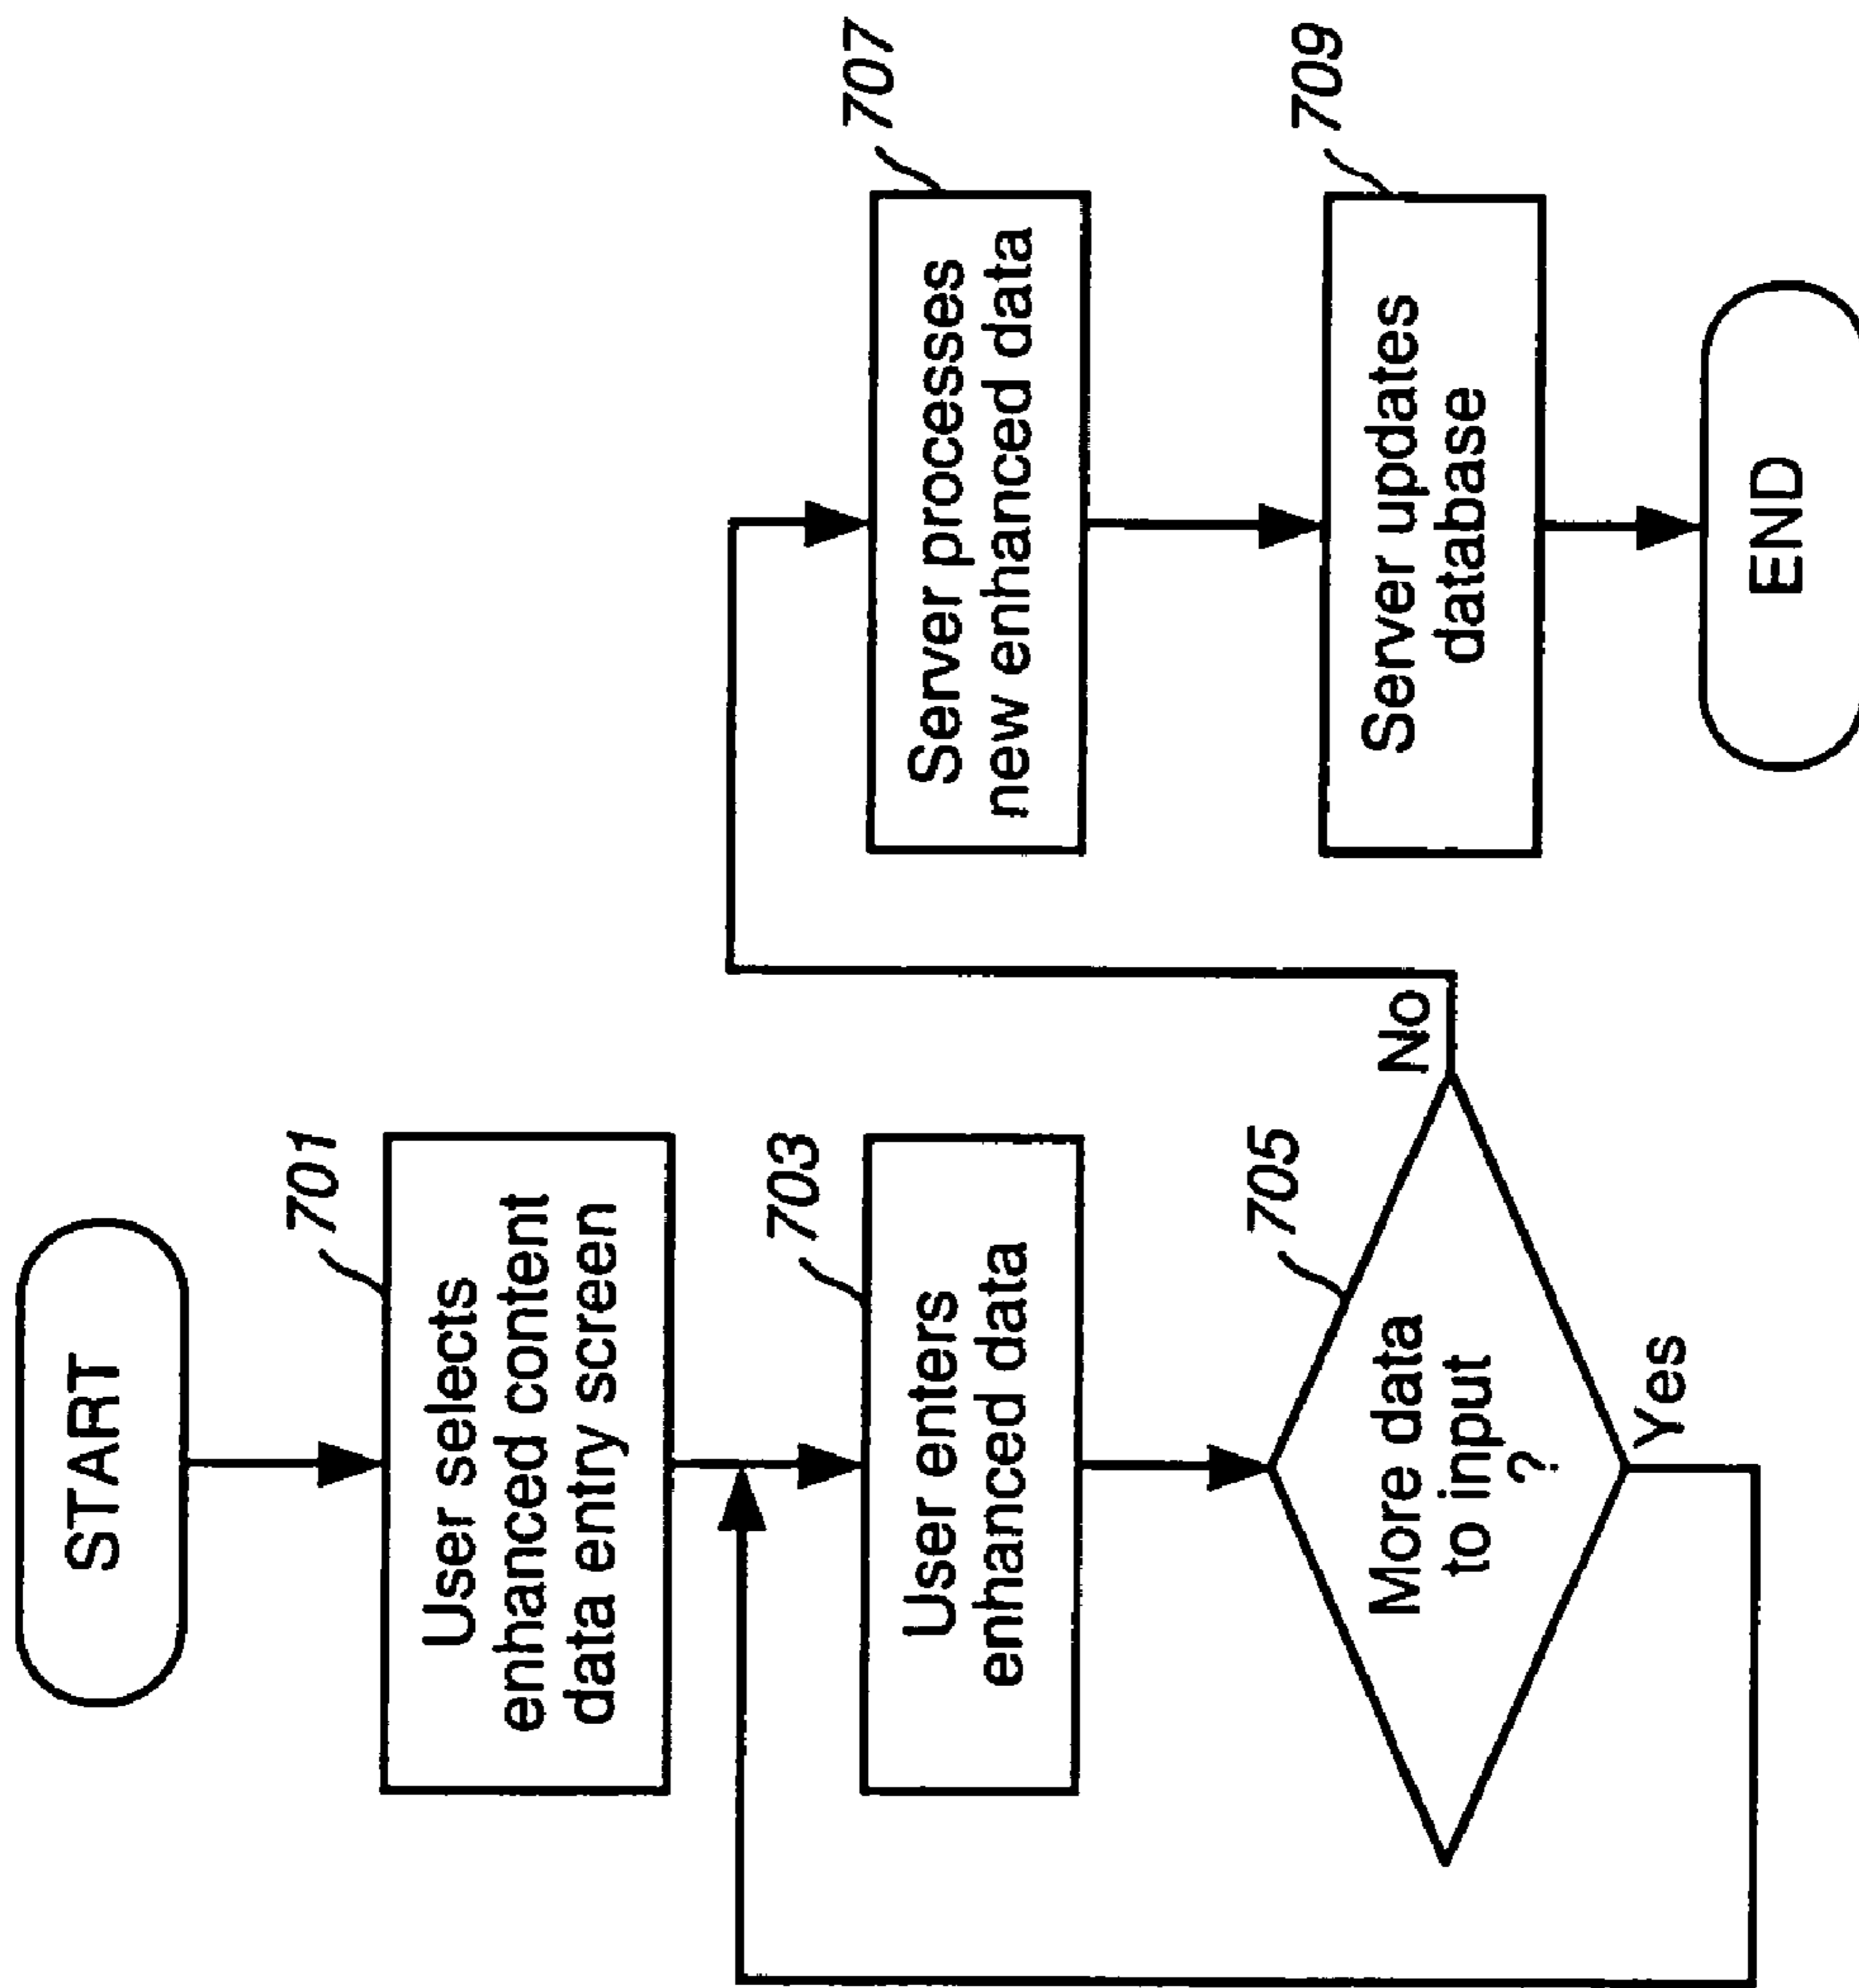 START
701
User selects
enhanced content
data entry screen
703
User enters
enhanced data
705
More data
to input
?
No
Yes
707
Server processes
new enhanced data
709
Server updates
database
END